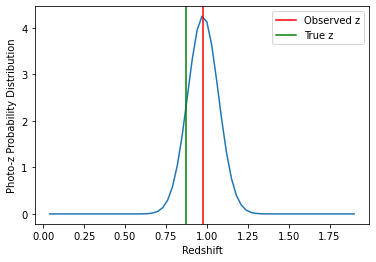 Observed z
True z
Photo-z Probability Distribution
4
3
2
1
0
0.00 0.25 0.50 0.75 1.00 1.25 1.50 1.75
Redshift